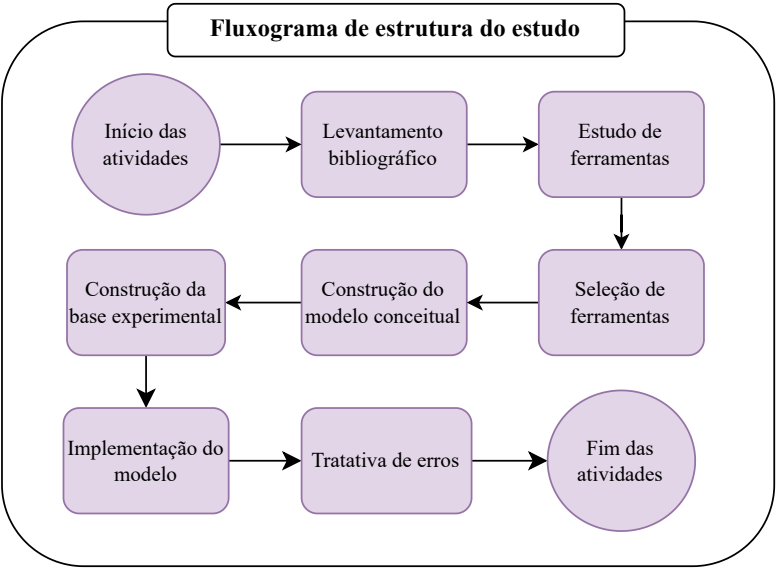 Fluxograma de estrutura do estudo
Início das
atividades
Levantamento
bibliográfico
Estudo de
ferramentas
Seleção de
ferramentas
Construção do
modelo conceitual
Construção da
base experimental
Implementação do
modelo
Tratativa de erros
Fim das
atividades